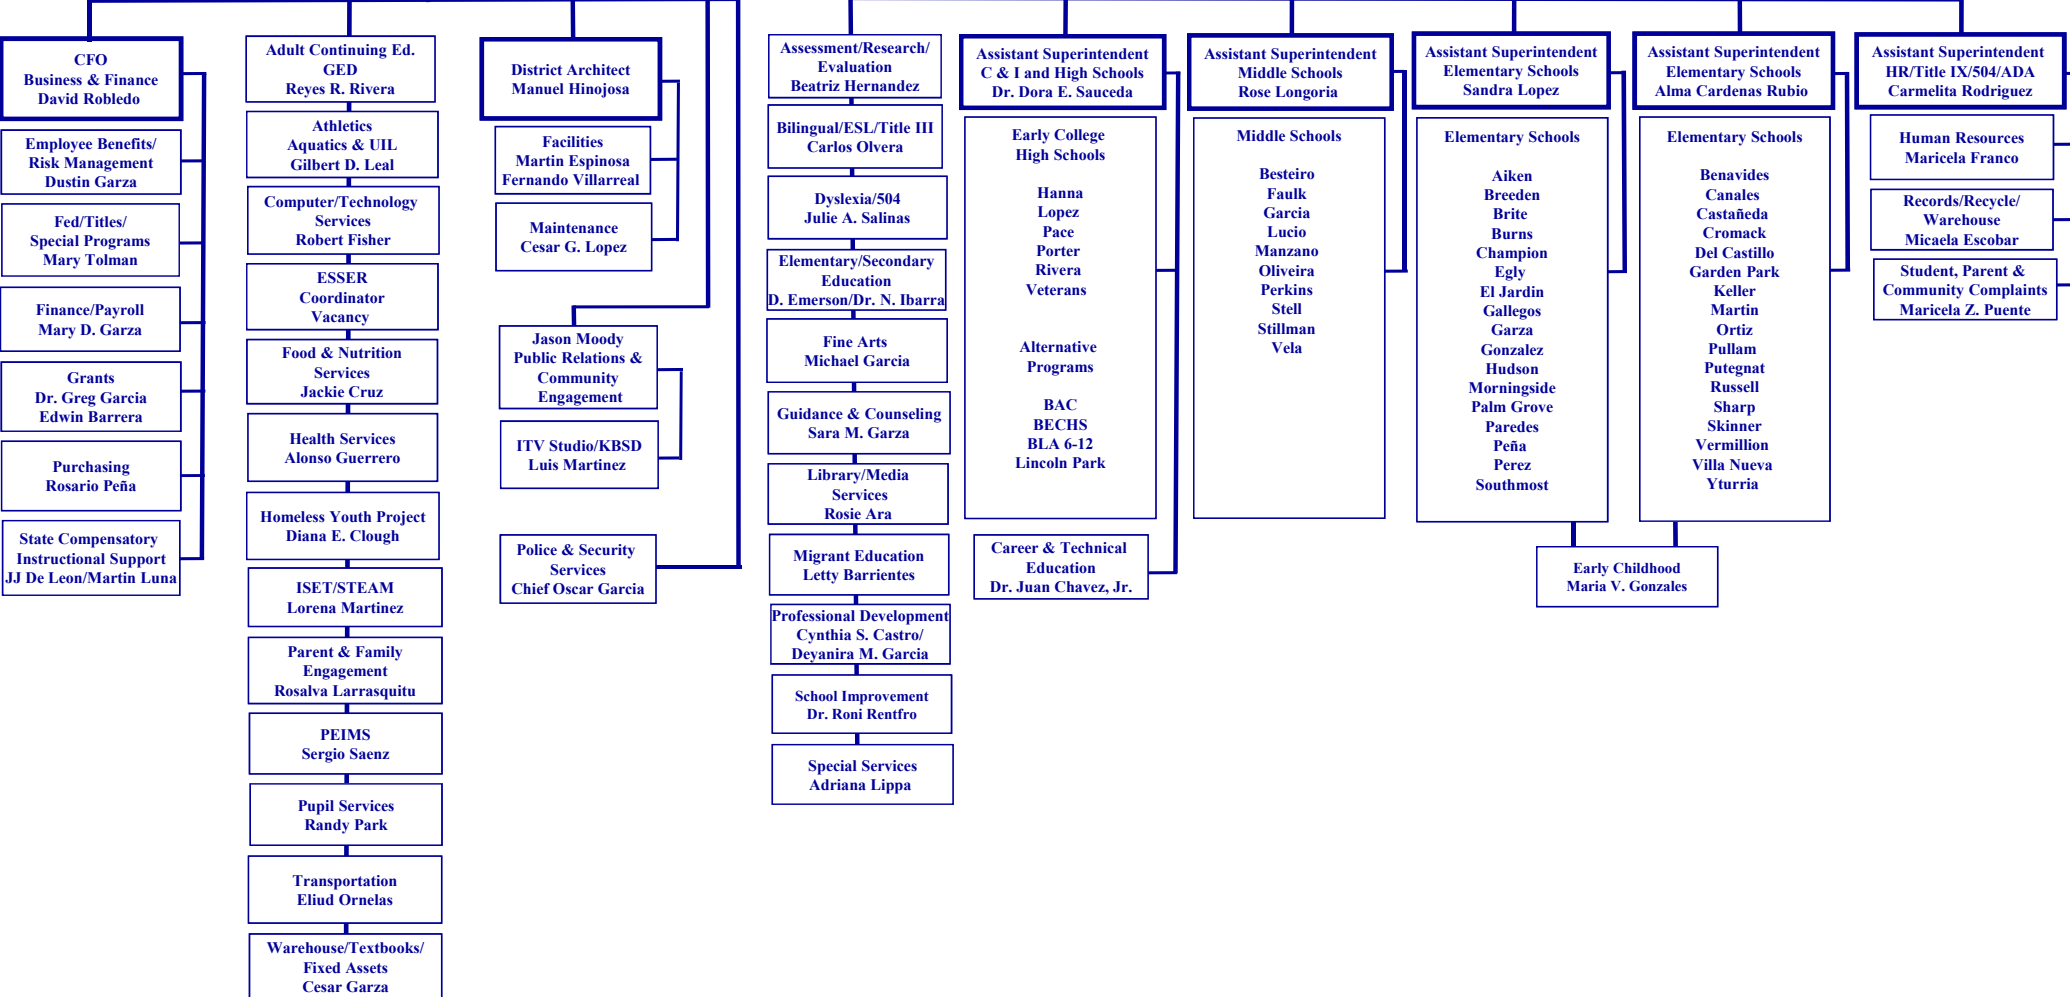 CFO
Business & Finance
David Robledo
Employee Benefits/
Risk Management
Dustin Garza
Fed/Titles/
Special Programs
Mary Tolman
Finance/Payroll
Mary D. Garza
Grants
Dr. Greg Garcia
Edwin Barrera
Purchasing
Rosario Peña
State Compensatory
Instructional Support
JJ De Leon/Martin Luna
Adult Continuing Ed.
GED
Reyes R. Rivera
Athletics
Aquatics & UIL
Gilbert D. Leal
Computer/Technology
Services
Robert Fisher
ESSER
Coordinator
Vacancy
Food & Nutrition
Services
Jackie Cruz
Health Services
Alonso Guerrero
Homeless Youth Project
Diana E. Clough
ISET/STEAM
Lorena Martinez
Parent & Family
Engagement
Rosalva Larrasquitu
PEIMS
Sergio Saenz
Pupil Services
Randy Park
Transportation
Eliud Ornelas
Warehouse/Textbooks/
Fixed Assets
Cesar Garza
District Architect
Manuel Hinojosa
Facilities
Martin Espinosa
Fernando Villarreal
Maintenance
Cesar G. Lopez
Jason Moody
Public Relations &
Community
Engagement
ITV Studio/KBSD
Luis Martinez
Police & Security
Services
Chief Oscar Garcia
Assessment/Research/
Evaluation
Beatriz Hernandez
Bilingual/ESL/Title III
Carlos Olvera
Dyslexia/504
Julie A. Salinas
Elementary/Secondary
Education
D. Emerson/Dr. N. Ibarra
Fine Arts
Michael Garcia
Guidance & Counseling
Sara M. Garza
Library/Media
Services
Rosie Ara
Migrant Education
Letty Barrientes
Professional Development
Cynthia S. Castro/
Deyanira M. Garcia
School Improvement
Dr. Roni Rentfro
Special Services
Adriana Lippa
Assistant Superintendent
C & I and High Schools
Dr. Dora E. Sauceda
Early College
High Schools
Hanna
Lopez
Pace
Porter
Rivera
Veterans
Alternative
Programs
BAC
BECHS
BLA 6-12
Lincoln Park
Career & Technical
Education
Dr. Juan Chavez, Jr.
Assistant Superintendent
Middle Schools
Rose Longoria
Middle Schools
Besteiro
Faulk
Garcia
Lucio
Manzano
Oliveira
Perkins
Stell
Stillman
Vela
Assistant Superintendent
Elementary Schools
Sandra Lopez
Elementary Schools
Aiken
Breeden
Brite
Burns
Champion
Egly
El Jardin
Gallegos
Garza
Gonzalez
Hudson
Morningside
Palm Grove
Paredes
Peña
Perez
Southmost
Assistant Superintendent
Elementary Schools
Alma Cardenas Rubio
Elementary Schools
Benavides
Canales
Castañeda
Cromack
Del Castillo
Garden Park
Keller
Martin
Ortiz
Pullam
Putegnat
Russell
Sharp
Skinner
Vermillion
Villa Nueva
Yturria
Early Childhood
Maria V. Gonzales
Assistant Superintendent
HR/Title IX/504/ADA
Carmelita Rodriguez
Human Resources
Maricela Franco
Records/Recycle/
Warehouse
Micaela Escobar
Student, Parent &
Community Complaints
Maricela Z. Puente